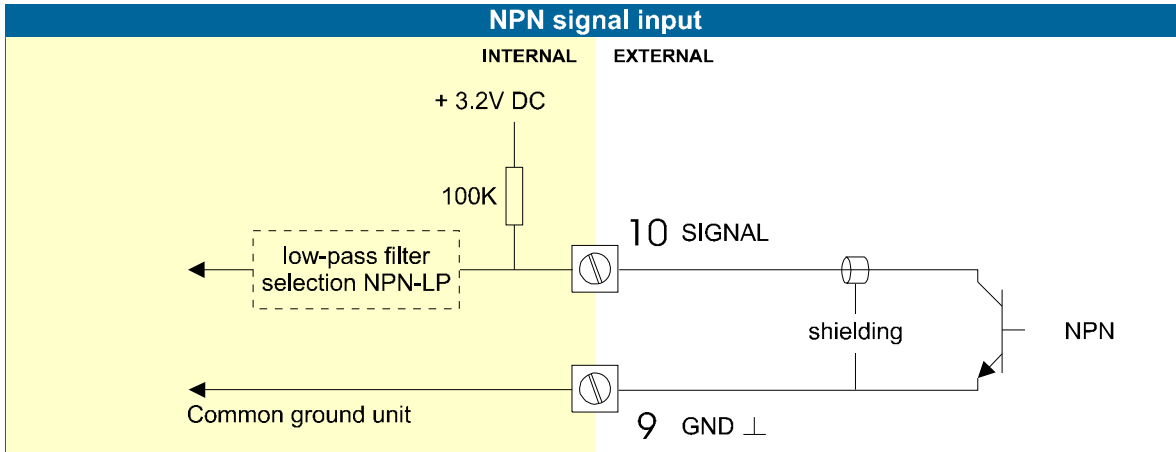 NPN signal input
INTERNAL
EXTERNAL
+ 3.2V DC
100K
10 SIGNAL
low-pass filter
selection NPN-LP
shielding
NPN
Common ground unit
9 GND ⊥